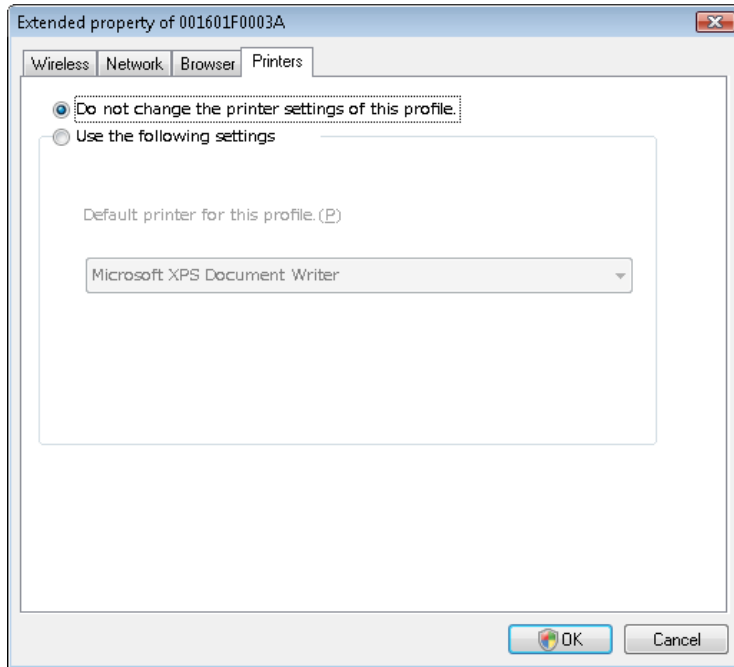 Extended property of 001601F0003A
Wireless Network Browser Printers
Do not change the printer settings of this profile.
Use the following settings
Default printer for this profile.(P)
Microsoft XPS Document Writer
OK Cancel